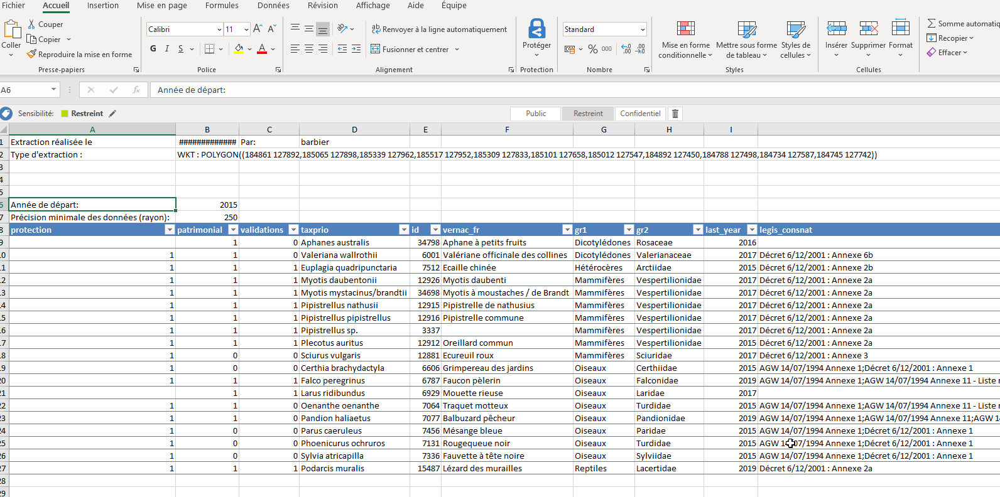 Fichier Accueil Insertion Mise en page Formules Données Révision Affichage Aide Équipe
Coller
Couper
Copier
Reproduire la mise en forme
Presse-papiers
Calibri 11
G I S
Police
Renvoyer à la ligne automatiquement
Fusionner et centrer
Alignement
Protéger
Protection
Standard
% 000
Nombre
Mise en forme conditionnelle
Mettre sous forme de tableau
Styles de cellules
Styles
Insérer Supprimer Format
Cellules
Somme automatiq
Recopier
Effacer
A6 fx Année de départ:
Sensibilité: Restreint Public Restreint Confidentiel
A B C D E F G H I
1 Extraction réalisée le ############# Par: barbier
2 Type d'extraction : WKT : POLYGON((184861 127892,185065 127898,185339 127962,185517 127952,185309 127833,185101 127658,185012 127547,184892 127450,184788 127498,184734 127587,184745 127742))
3
4
5
6 Année de départ: 2015
7 Précision minimale des données (rayon): 250
8 protection patrimonial validations taxprio id vernac_fr gr1 gr2 last_year legis_consnat
9 1 0 Aphanes australis 34798 Aphane à petits fruits Dicotylédones Rosaceae 2016
10 1 1 0 Valeriana wallrothii 6001 Valériane officinale des collines Dicotylédones Valerianaceae 2017 Décret 6/12/2001 : Annexe 6b
11 1 1 1 Euplagia quadripunctaria 7512 Ecaille chinée Hétérocères Arctiidae 2015 Décret 6/12/2001 : Annexe 2b
12 1 1 1 Myotis daubentonii 12926 Myotis daubenti Mammifères Vespertilionidae 2017 Décret 6/12/2001 : Annexe 2a
13 1 1 1 Myotis mystacinus/brandtii 34698 Myotis à moustaches / de Brandt Mammifères Vespertilionidae 2017 Décret 6/12/2001 : Annexe 2a
14 1 1 1 Pipistrellus nathusii 12915 Pipistrelle de nathusius Mammifères Vespertilionidae 2017 Décret 6/12/2001 : Annexe 2a
15 1 1 1 Pipistrellus pipistrellus 12916 Pipistrelle commune Mammifères Vespertilionidae 2017 Décret 6/12/2001 : Annexe 2a
16 1 1 1 Pipistrellus sp. 3337 Mammifères Vespertilionidae 2017 Décret 6/12/2001 : Annexe 2a
17 1 1 1 Plecotus auritus 12912 Oreillard commun Mammifères Vespertilionidae 2015 Décret 6/12/2001 : Annexe 2a
18 1 0 0 Sciurus vulgaris 12881 Ecureuil roux Mammifères Sciuridae 2017 Décret 6/12/2001 : Annexe 3
19 1 0 0 Certhia brachydactyla 6606 Grimpereau des jardins Oiseaux Certhiidae 2015 AGW 14/07/1994 Annexe 1;Décret 6/12/2001 : Annexe 1
20 1 1 1 Falco peregrinus 6787 Faucon pèlerin Oiseaux Falconidae 2019 AGW 14/07/1994 Annexe 1;AGW 14/07/1994 Annexe 11 - Liste r
21 1 1 Larus ridibundus 6929 Mouette rieuse Oiseaux Laridae 2017
22 1 1 0 Oenanthe oenanthe 7064 Traquet motteux Oiseaux Turdidae 2015 AGW 14/07/1994 Annexe 1;AGW 14/07/1994 Annexe 11 - Liste r
23 1 1 0 Pandion haliaetus 7077 Balbuzard pêcheur Oiseaux Pandionidae 2019 AGW 14/07/1994 Annexe 1;AGW 14/07/1994 Annexe 11;AGW 14
24 1 0 0 Parus caeruleus 7456 Mésange bleue Oiseaux Paridae 2015 AGW 14/07/1994 Annexe 1;Décret 6/12/2001 : Annexe 1
25 1 0 0 Phoenicurus ochruros 7131 Rougequeue noir Oiseaux Turdidae 2015 AGW 14/07/1994 Annexe 1;Décret 6/12/2001 : Annexe 1
26 1 0 0 Sylvia atricapilla 7336 Fauvette à tête noire Oiseaux Sylviidae 2015 AGW 14/07/1994 Annexe 1;Décret 6/12/2001 : Annexe 1
27 1 1 1 Podarcis muralis 15487 Lézard des murailles Reptiles Lacertidae 2019 Décret 6/12/2001 : Annexe 2a
28
29